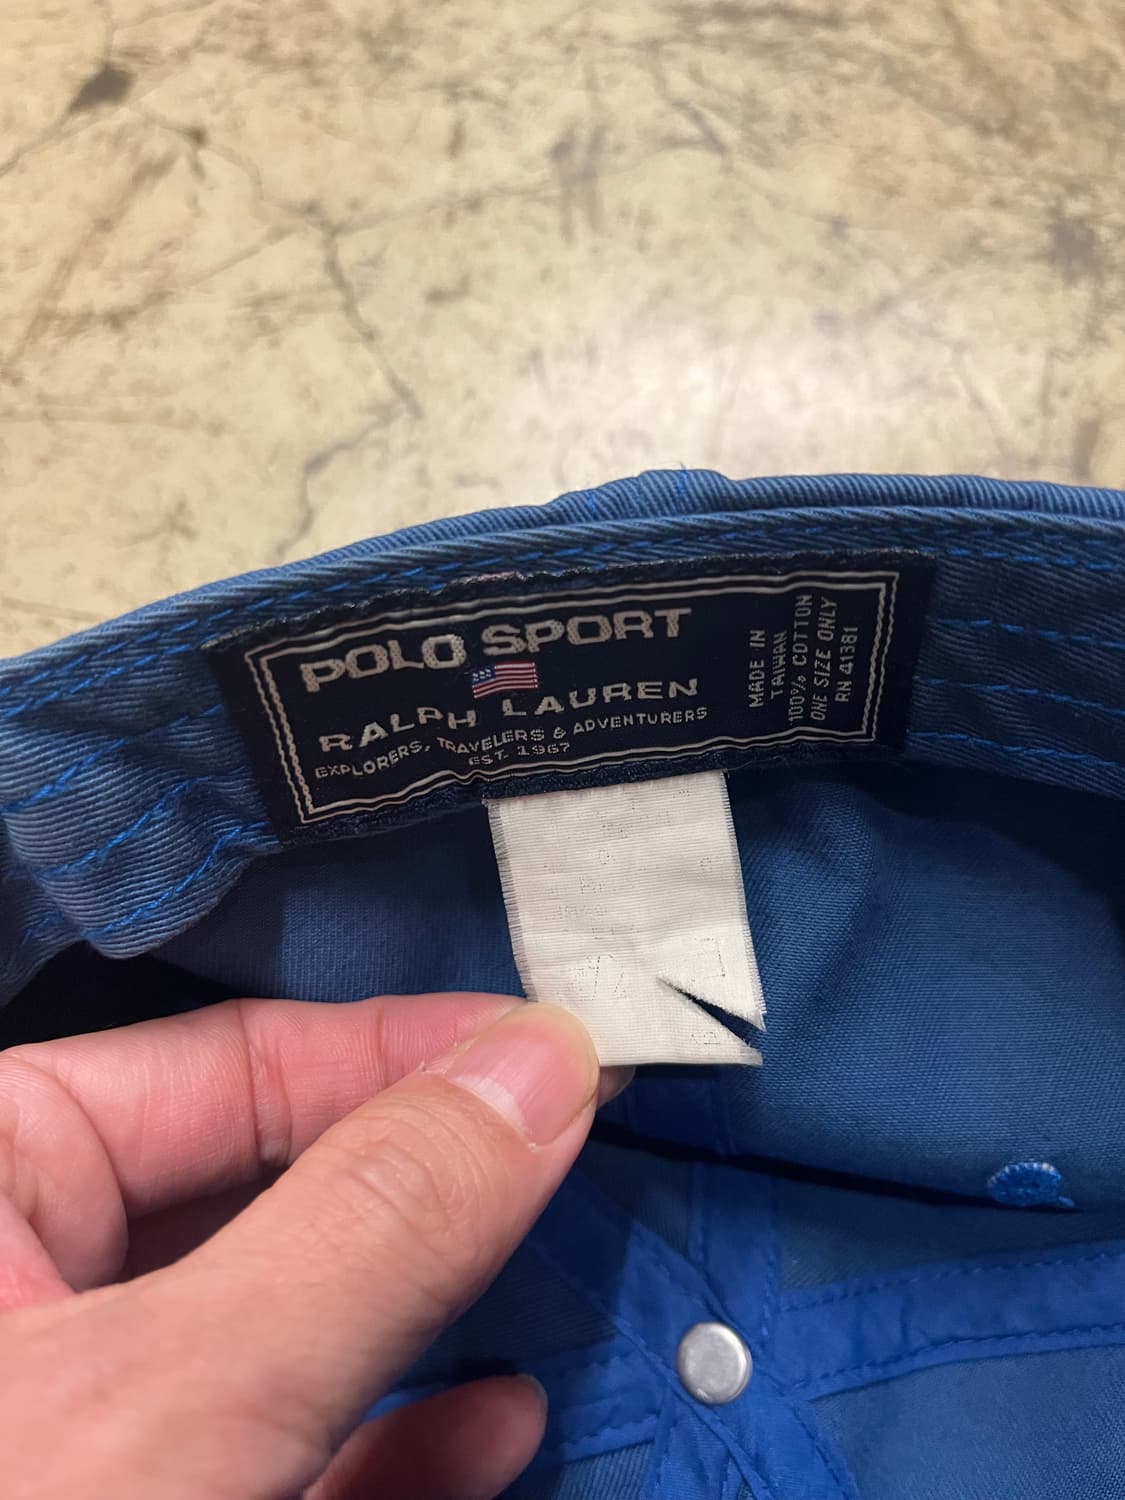 POLO SPORT
RALPH LAUREN
EXPLORERS, TRAVELERS & ADVENTURERS
EST. 1967
MADE IN
TAIWAN
100% COTTON
ONE SIZE ONLY
RN 41381